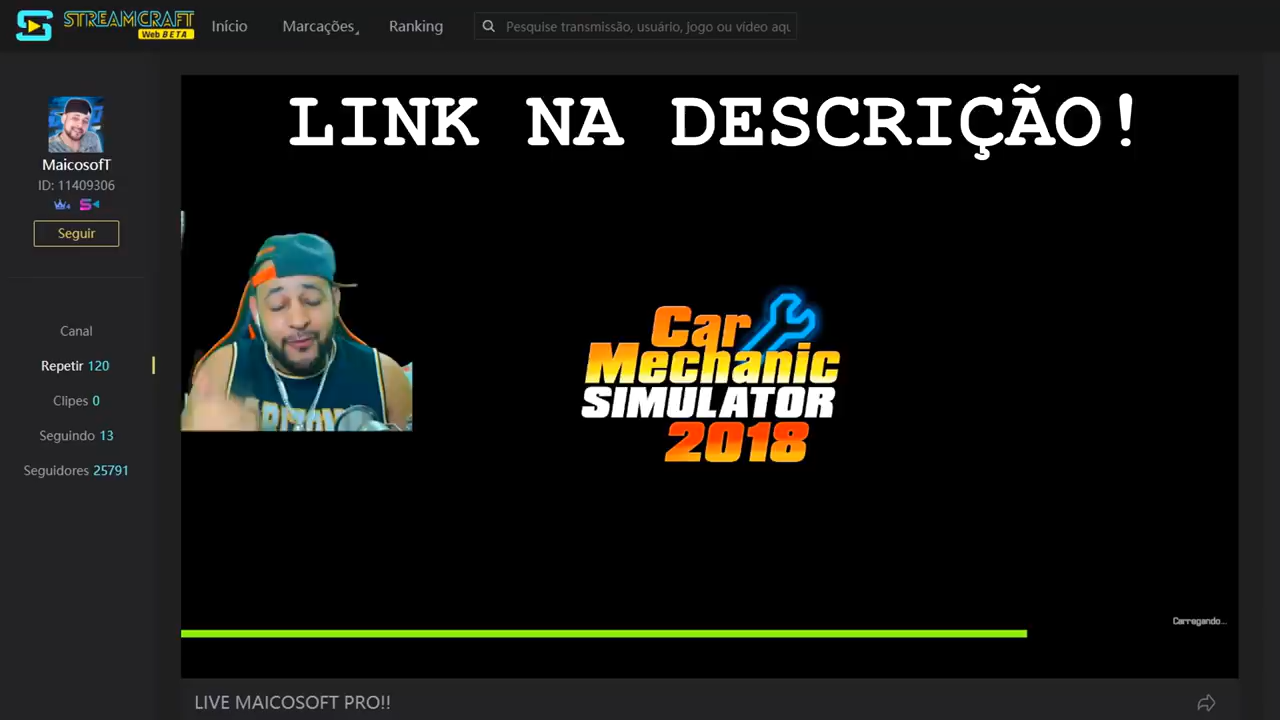 STREAMCRAFT
Web BETA
Início
Marcações
Ranking
Pesquise transmissão, usuário, jogo ou vídeo aqu
MaicosofT
ID: 11409306
Seguir
Canal
Repetir 120
Clipes 0
Seguindo 13
Seguidores 25791
LINK NA DESCRIÇÃO!
Car
Mechanic
SIMULATOR
2018
Carregando...
LIVE MAICOSOFT PRO!!